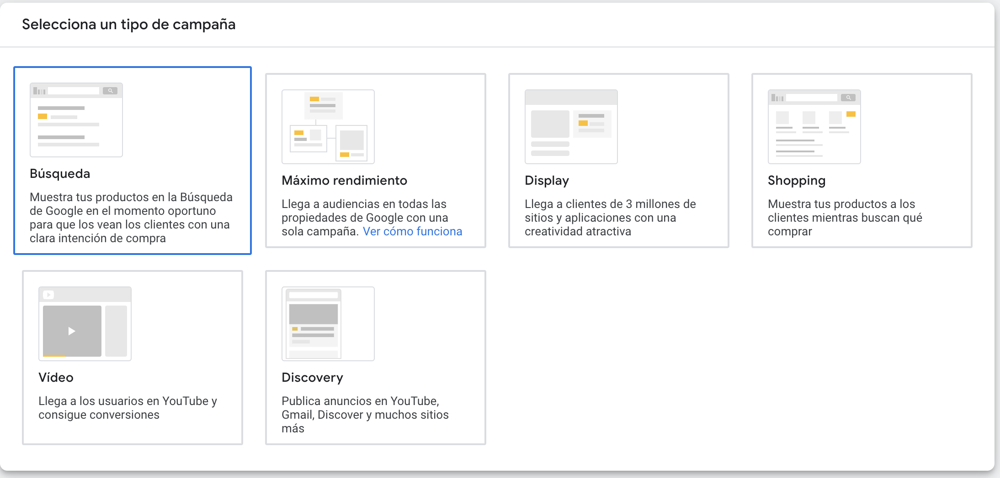 Selecciona un tipo de campaña
Búsqueda
Muestra tus productos en la Búsqueda
de Google en el momento oportuno
para que los vean los clientes con una
clara intención de compra
Máximo rendimiento
Llega a audiencias en todas las
propiedades de Google con una
sola campaña. Ver cómo funciona
Display
Llega a clientes de 3 millones de
sitios y aplicaciones con una
creatividad atractiva
Shopping
Muestra tus productos a los
clientes mientras buscan qué
comprar
Vídeo
Llega a los usuarios en YouTube y
consigue conversiones
Discovery
Publica anuncios en YouTube,
Gmail, Discover y muchos sitios
más